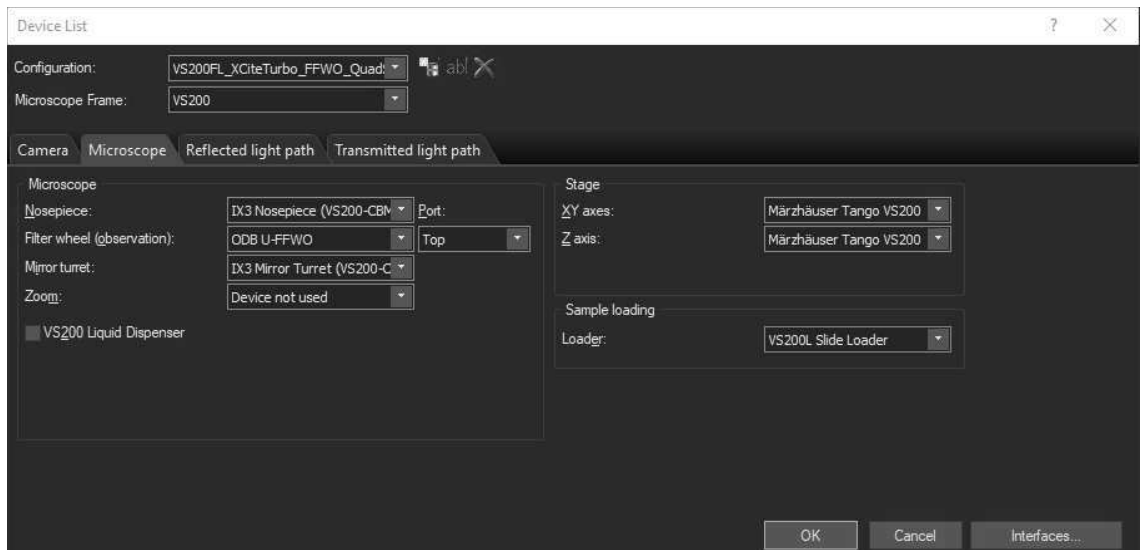 Device List ?
Configuration: VS200FL_XCiteTurbo_FFWO_Quad abl
Microscope Frame: VS200
Camera Microscope Reflected light path Transmitted light path
Microscope
Nosepiece: IX3 Nosepiece (VS200-CBM Port:
Filter wheel (observation): ODB U-FFWO Top
Mirror turret: IX3 Mirror Turret (VS200-C
Zoom: Device not used
VS200 Liquid Dispenser
Stage
XY axes: Märzhäuser Tango VS200
Z axis: Märzhäuser Tango VS200
Sample loading
Loader: VS200L Slide Loader
OK Cancel Interfaces...